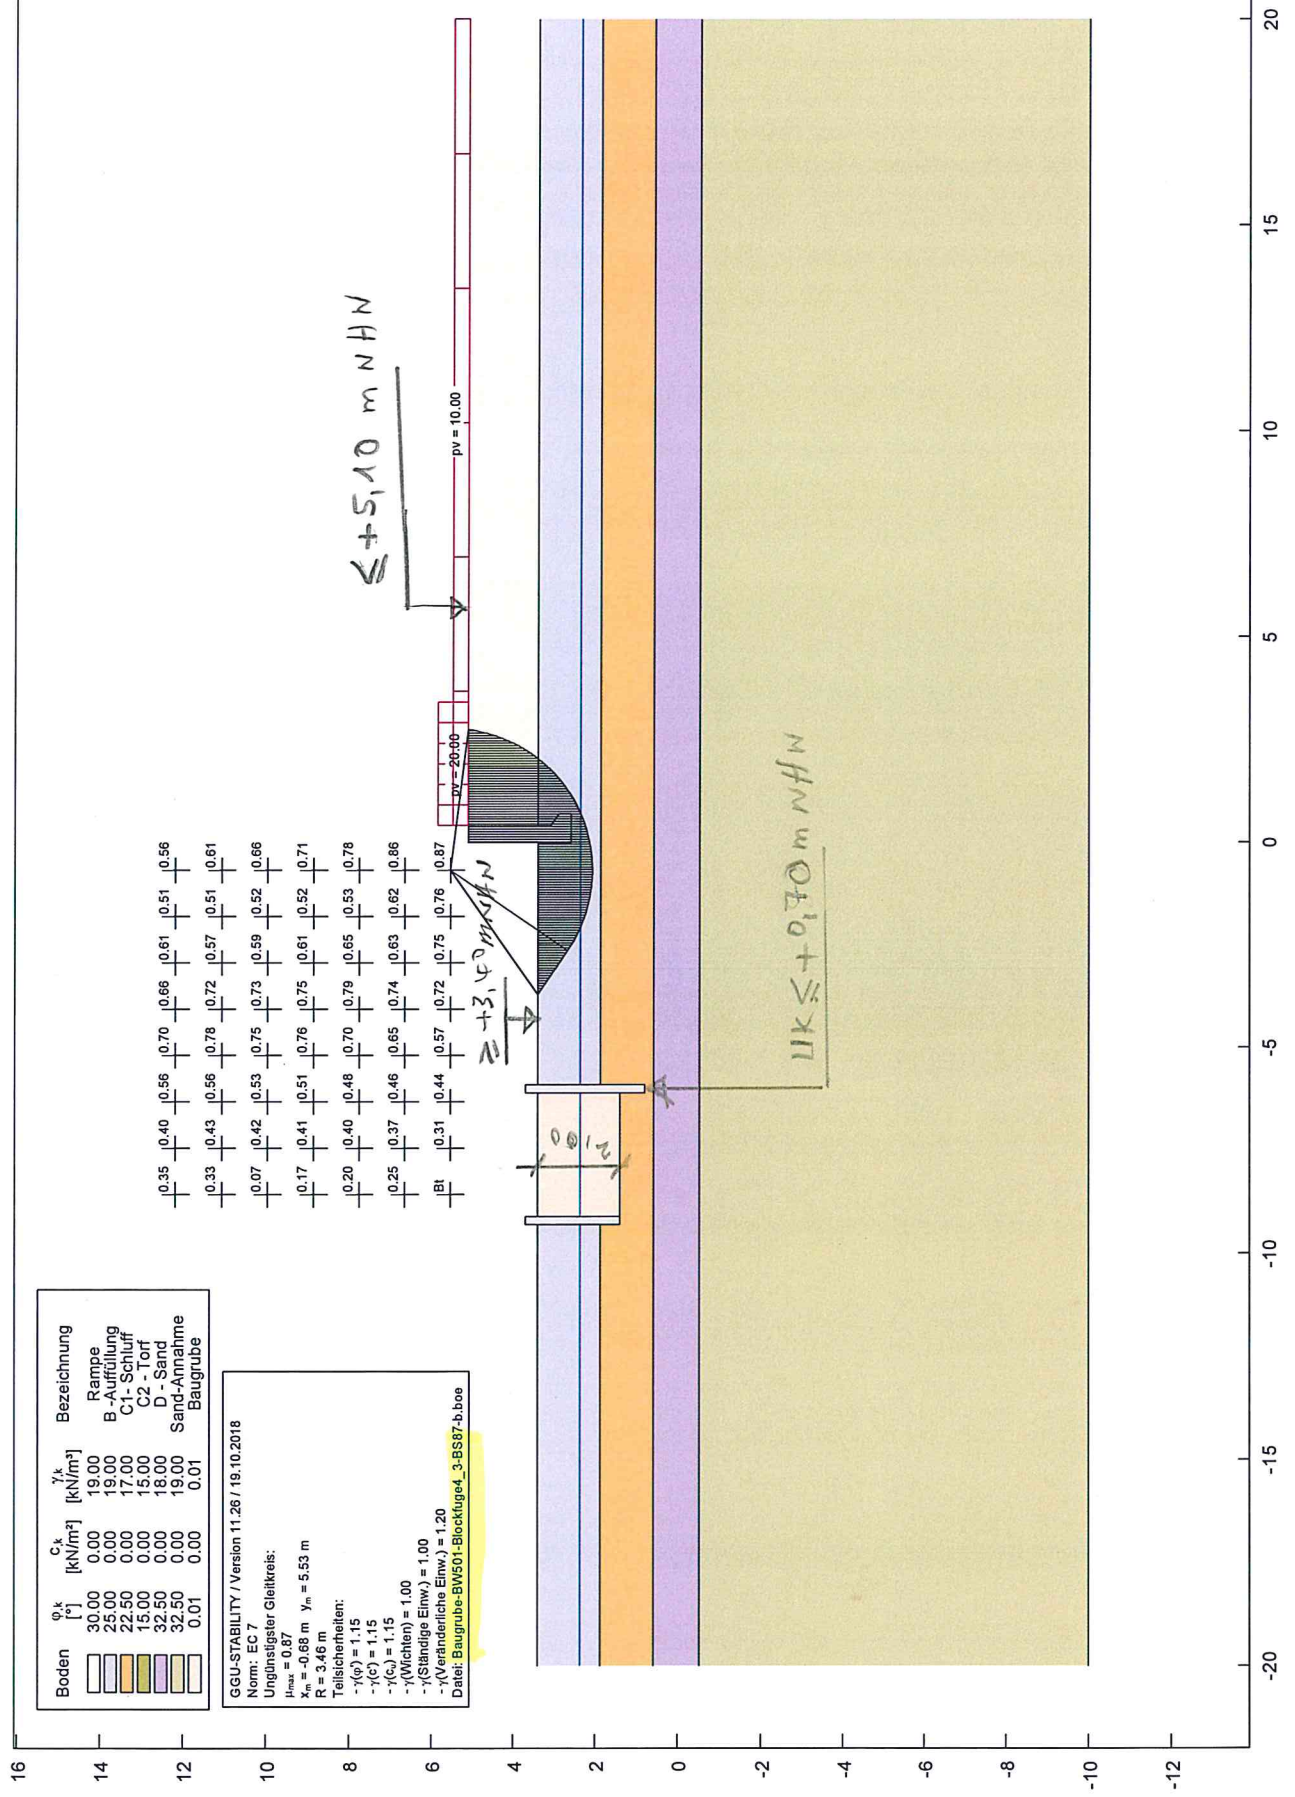 Boden φ,k [°] c,k [kN/m²] γ,k [kN/m³] Bezeichnung
30.00 0.00 19.00 Rampe
25.00 0.00 19.00 B -Auffüllung
22.50 0.00 17.00 C1- Schluff
15.00 0.00 15.00 C2 - Torf
32.50 0.00 18.00 D - Sand
32.50 0.00 19.00 Sand-Annahme
0.01 0.00 0.01 Baugrube
GGU-STABILITY / Version 11.26 / 19.10.2018
Norm: EC 7
Ungünstigster Gleitkreis:
μmax = 0.87
xm = -0.68 m ym = 5.53 m
R = 3.46 m
Teilsicherheiten:
- γ(φ') = 1.15
- γ(c') = 1.15
- γ(cu) = 1.15
- γ(Wichten) = 1.00
- γ(Ständige Einw.) = 1.00
- γ(Veränderliche Einw.) = 1.20
Datei: Baugrube-BW501-Blockfuge4_3-BS87-b.boe
0.35 0.40 0.56 0.70 0.66 0.61 0.51 0.56
0.33 0.43 0.56 0.78 0.72 0.57 0.51 0.61
0.07 0.42 0.53 0.75 0.73 0.59 0.52 0.66
0.17 0.41 0.51 0.76 0.75 0.61 0.52 0.71
0.20 0.40 0.48 0.70 0.79 0.65 0.53 0.78
0.25 0.37 0.46 0.65 0.74 0.63 0.62 0.86
Bt 0.31 0.44 0.57 0.72 0.75 0.76 0.87
≤ +5,10 m NHN
pv = 20.00
pv = 10.00
≥ +3,40 m NHN
2,00
UK ≤ +0,70 m NHN
16
14
12
10
8
6
4
2
0
-2
-4
-6
-8
-10
-12
-20 -15 -10 -5 0 5 10 15 20